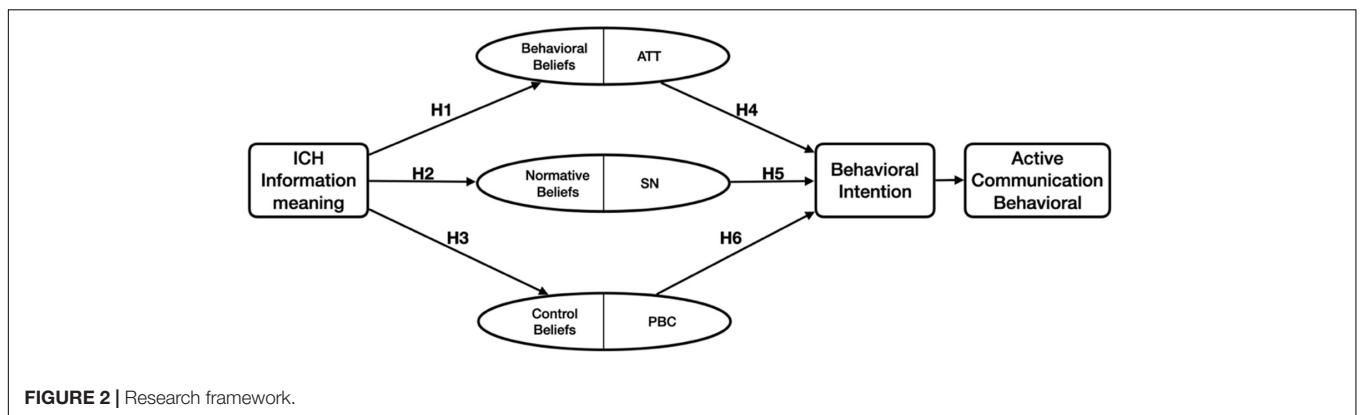 Behavioral
Beliefs
ATT
H1
H4
ICH
Information
meaning
H2
Normative
Beliefs
SN
H5
Behavioral
Intention
Active
Communication
Behavioral
H3
H6
Control
Beliefs
PBC
FIGURE 2 | Research framework.